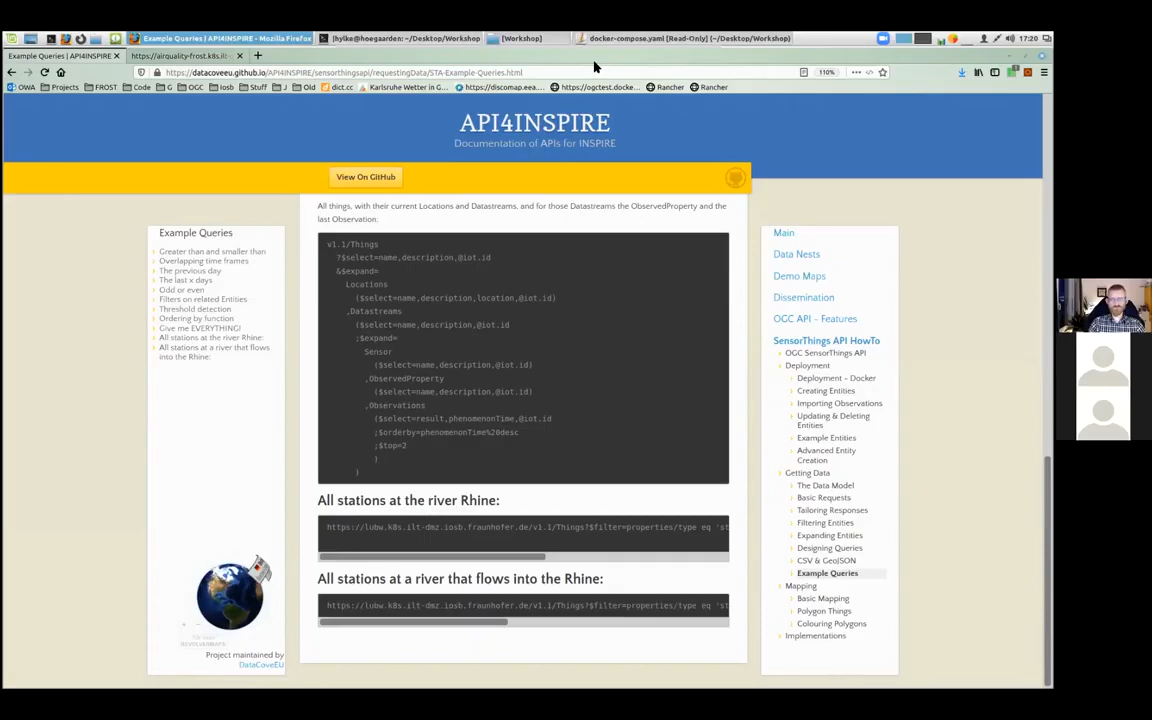 Example Queries | API4INSPIRE - Mozilla Firefox
[hylke@hoegaarden: ~/Desktop/Workshop
[Workshop]
docker-compose.yaml [Read-Only] (~/Desktop/Workshop)
17:20
Example Queries | API4INSPIRE
https://airquality-frost.k8s.ilt-
https://datacoveeu.github.io/API4INSPIRE/sensorthingsapi/requestingData/STA-Example-Queries.html
110%
OWA
Projects
FROST
Code
G
OGC
Iosb
Stuff
J
Old
dict.cc
Karlsruhe Wetter in G...
https://discomap.eea....
https://ogctest.docke...
Rancher
Rancher
API4INSPIRE
Documentation of APIs for INSPIRE
View On GitHub
Example Queries
Greater than and smaller than
Overlapping time frames
The previous day
The last x days
Odd or even
Filters on related Entities
Threshold detection
Ordering by function
Give me EVERYTHING!
All stations at the river Rhine:
All stations at a river that flows
into the Rhine:
Project maintained by
DataCoveEU
All things, with their current Locations and Datastreams, and for those Datastreams the ObservedProperty and the
last Observation.
v1.1/Things
?$select=name,description,@iot.id
&$expand=
Locations
($select=name,description,location,@iot.id)
,Datastreams
($select=name,description,@iot.id
;$expand=
Sensor
($select=name,description,@iot.id)
,ObservedProperty
($select=name,description,@iot.id)
,Observations
($select=result,phenomenonTime,@iot.id
;$orderby=phenomenonTime%20desc
;$top=2
)
)
All stations at the river Rhine:
https://lubw.k8s.ilt-dmz.iosb.fraunhofer.de/v1.1/Things?$filter=properties/type eq 'st
All stations at a river that flows into the Rhine:
https://lubw.k8s.ilt-dmz.iosb.fraunhofer.de/v1.1/Things?$filter=properties/type eq 'st
Main
Data Nests
Demo Maps
Dissemination
OGC API - Features
SensorThings API HowTo
OGC SensorThings API
Deployment
Deployment - Docker
Creating Entities
Importing Observations
Updating & Deleting
Entities
Example Entities
Advanced Entity
Creation
Getting Data
The Data Model
Basic Requests
Tailoring Responses
Filtering Entities
Expanding Entities
Designing Queries
CSV & GeoJSON
Example Queries
Mapping
Basic Mapping
Polygon Things
Colouring Polygons
Implementations